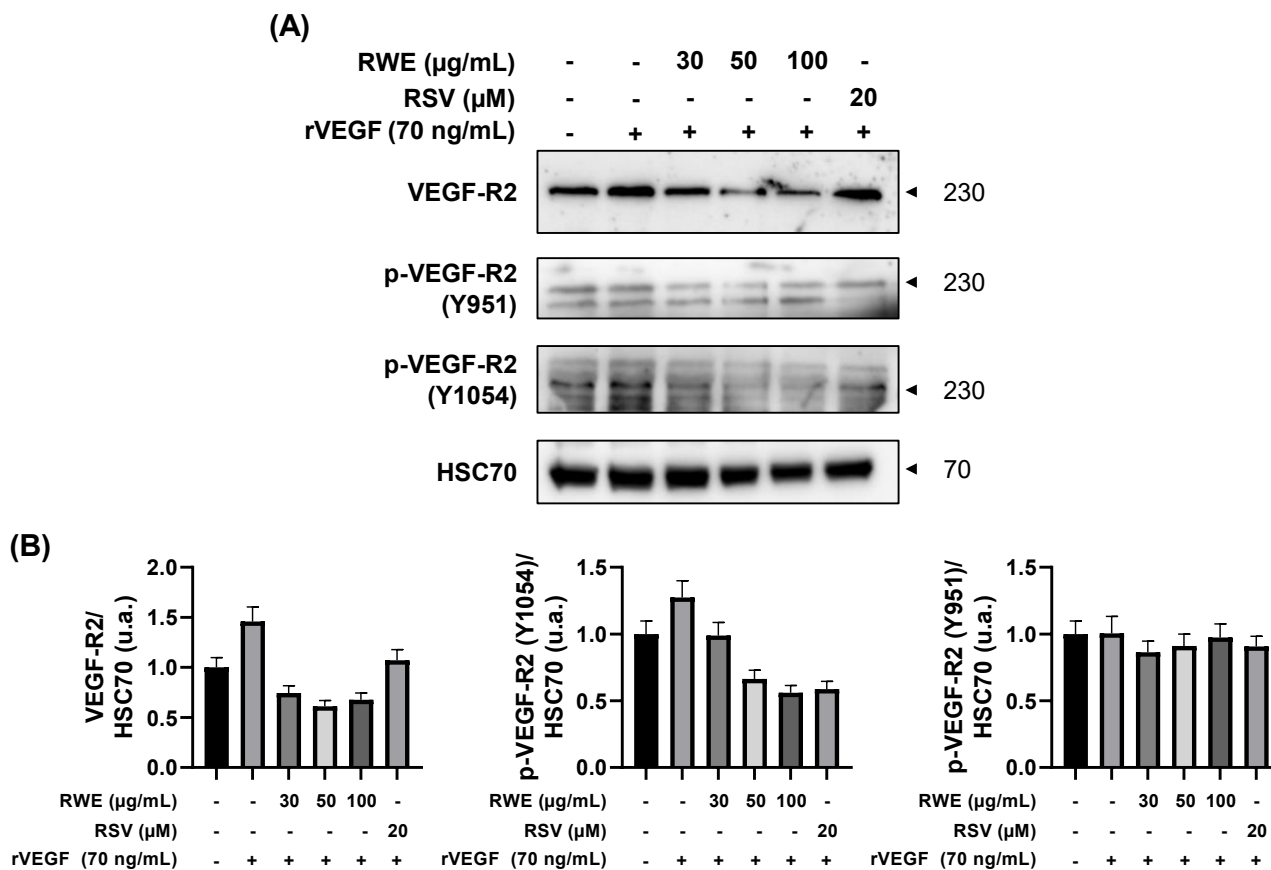 (A)
RWE (µg/mL) - - 30 50 100 -
RSV (µM) - - - - - 20
rVEGF (70 ng/mL) - + + + + +
VEGF-R2 230
p-VEGF-R2
(Y951) 230
p-VEGF-R2
(Y1054) 230
HSC70 70
(B)
VEGF-R2/
HSC70 (u.a.)
2.0
1.5
1.0
0.5
0.0
RWE (µg/mL) - - 30 50 100 -
RSV (µM) - - - - - 20
rVEGF (70 ng/mL) - + + + + +
p-VEGF-R2 (Y1054)/
HSC70 (u.a.)
1.5
1.0
0.5
0.0
RWE (µg/mL) - - 30 50 100 -
RSV (µM) - - - - - 20
rVEGF (70 ng/mL) - + + + + +
p-VEGF-R2 (Y951)/
HSC70 (u.a.)
1.5
1.0
0.5
0.0
RWE (µg/mL) - - 30 50 100 -
RSV (µM) - - - - - 20
rVEGF (70 ng/mL) - + + + + +